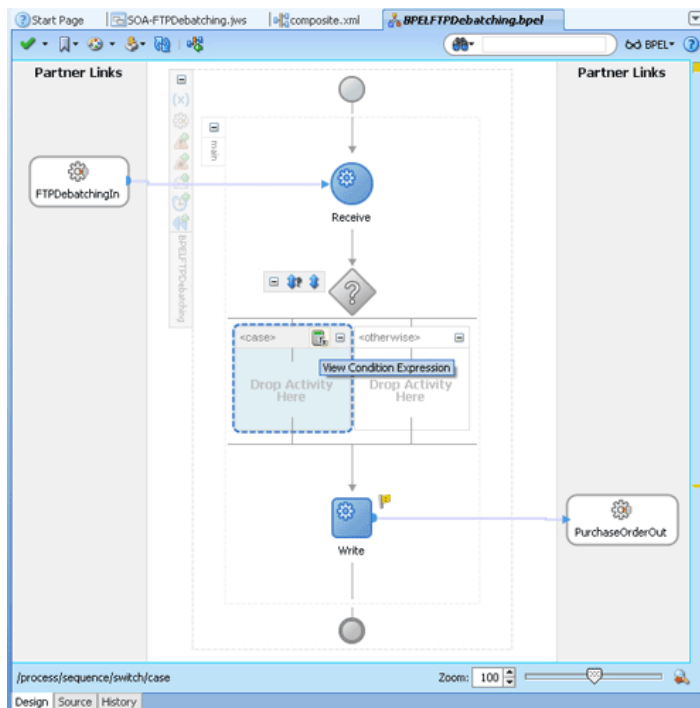 Start Page
SOA-FTPDebatching.jws
composite.xml
BPELFTPDebatching.bpel
BPEL
Partner Links
Partner Links
(x)
main
FTPDebatchingIn
BPELFTPDebatching
Receive
?
<case>
<otherwise>
View Condition Expression
Drop Activity
Here
Drop Activity
Here
Write
PurchaseOrderOut
/process/sequence/switch/case
Zoom: 100
Design Source History